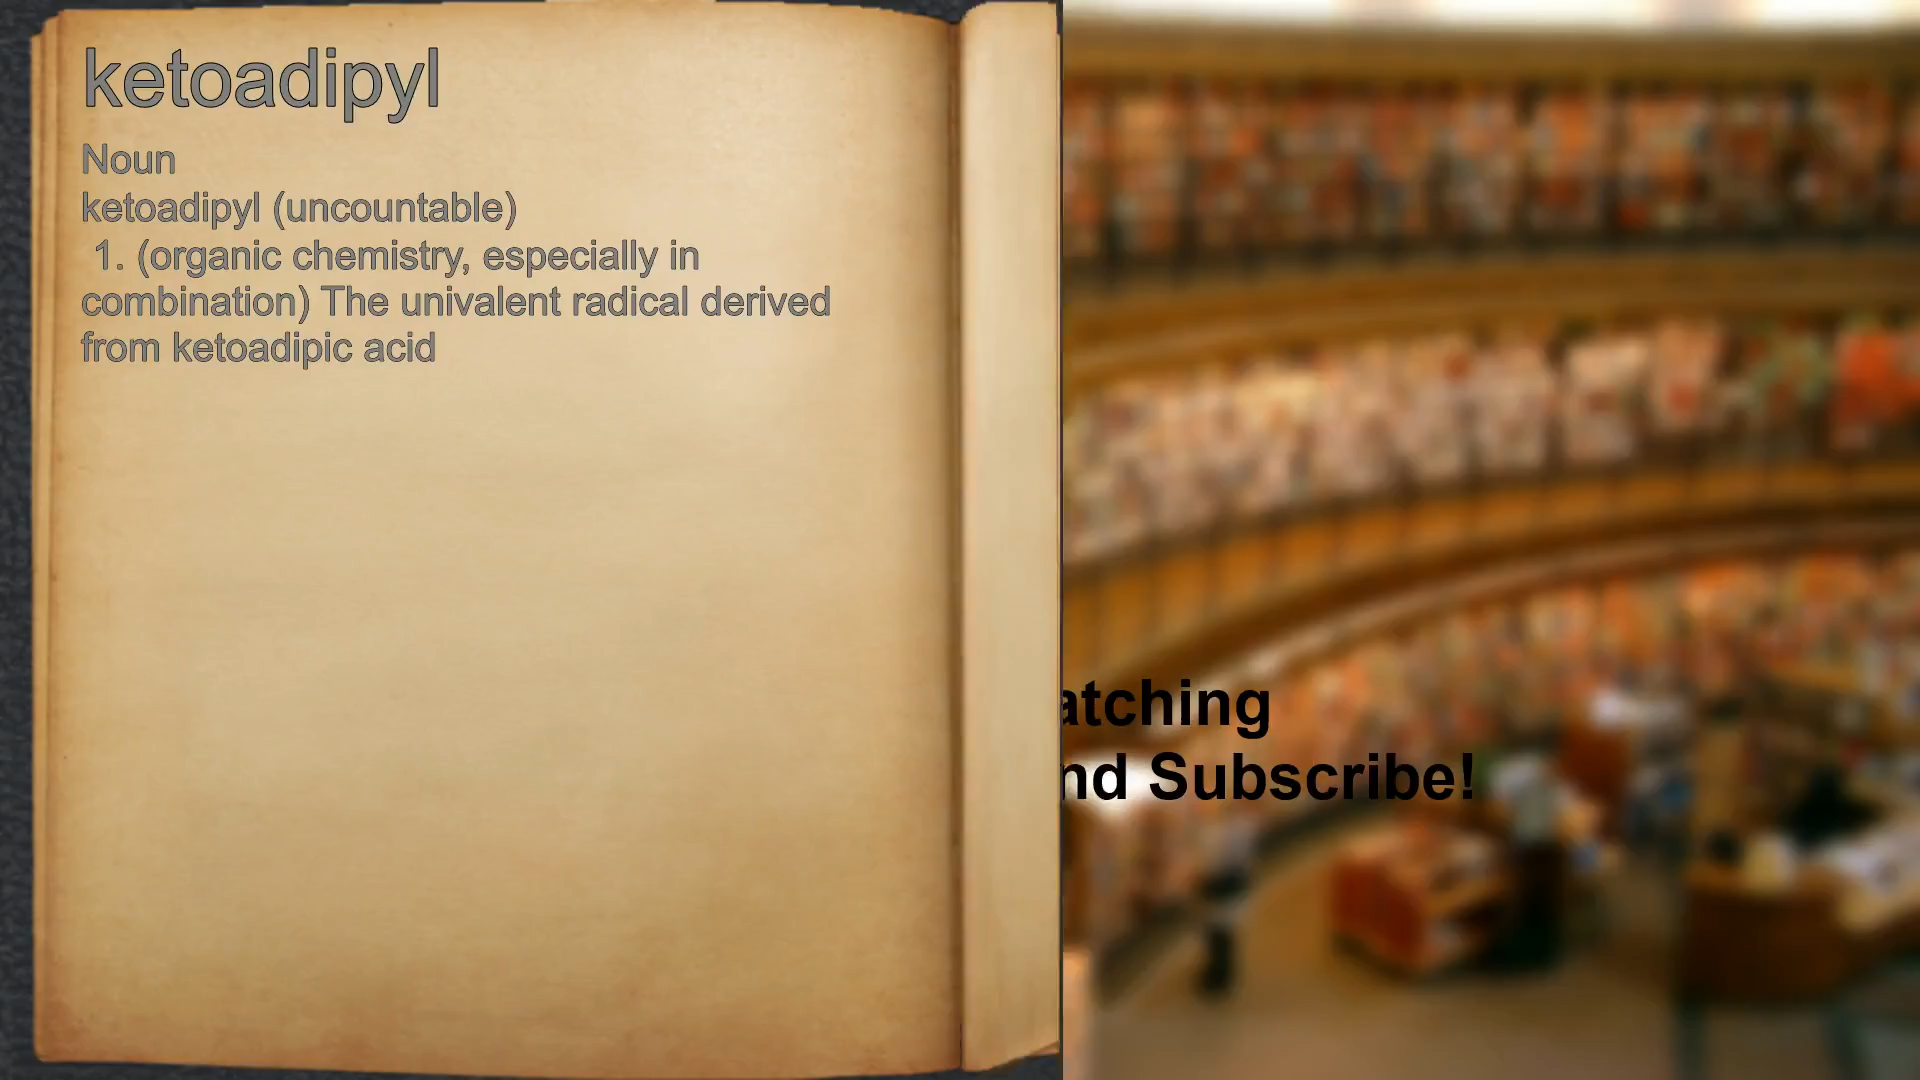 ketoadipyl
Noun
ketoadipyl (uncountable)
1. (organic chemistry, especially in
combination) The univalent radical derived
from ketoadipic acid
atching
nd Subscribe!